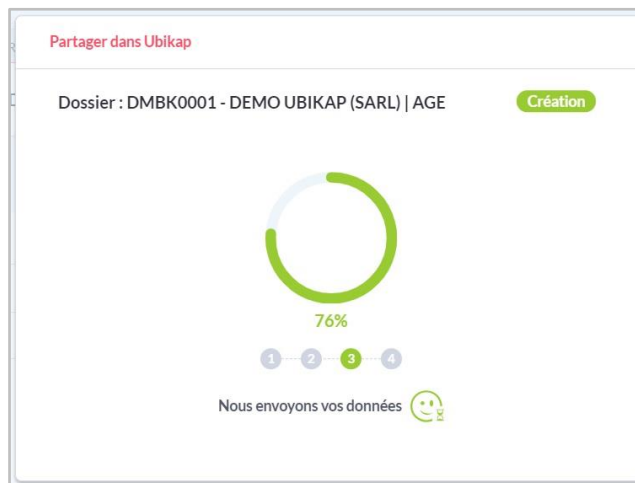 Partager dans Ubikap
Dossier : DMBK0001 - DEMO UBIKAP (SARL) | AGE
Création
76%
1 2 3 4
Nous envoyons vos données